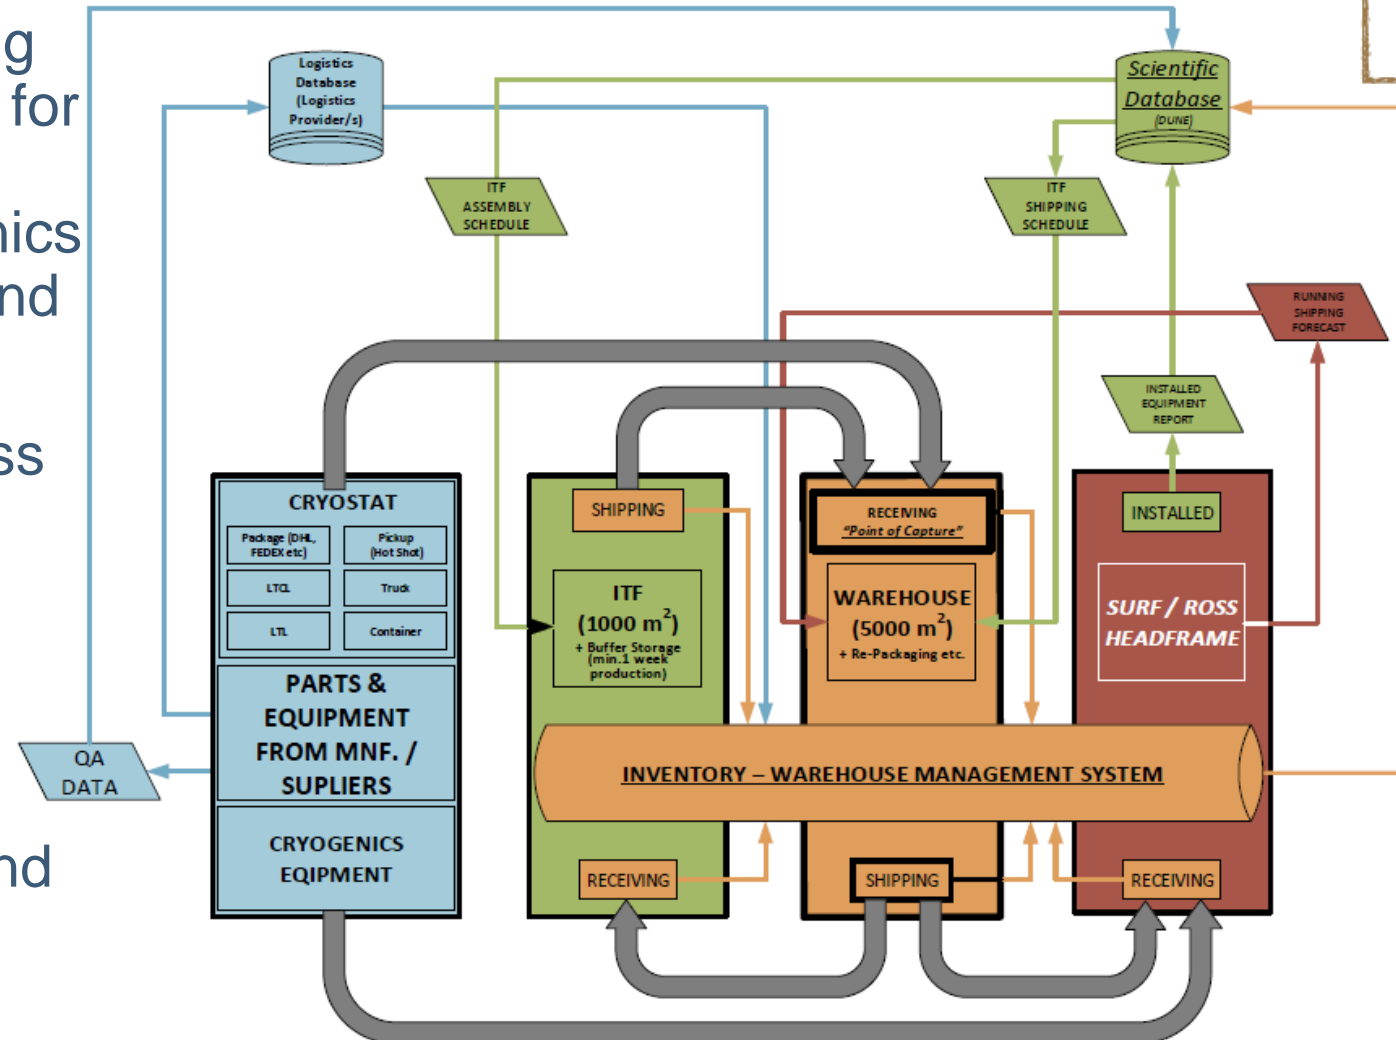 ng
for
nics
nd
ss
nd
Logistics
Database
(Logistics
Provider/s)
Scientific
Database
(DUNE)
ITF
ASSEMBLY
SCHEDULE
ITF
SHIPPING
SCHEDULE
RUNNING
SHIPPING
FORECAST
INSTALLED
EQUIPMENT
REPORT
CRYOSTAT
Package (DHL,
FEDEX etc)
Pickup
(Hot Shot)
LTCL
Truck
LTL
Container
PARTS &
EQUIPMENT
FROM MNF. /
SUPLIERS
CRYOGENICS
EQIPMENT
QA
DATA
SHIPPING
ITF
(1000 m²)
+ Buffer Storage
(min.1 week
production)
RECEIVING
RECEIVING
"Point of Capture"
WAREHOUSE
(5000 m²)
+ Re-Packaging etc.
SHIPPING
INSTALLED
SURF / ROSS
HEADFRAME
RECEIVING
INVENTORY – WAREHOUSE MANAGEMENT SYSTEM